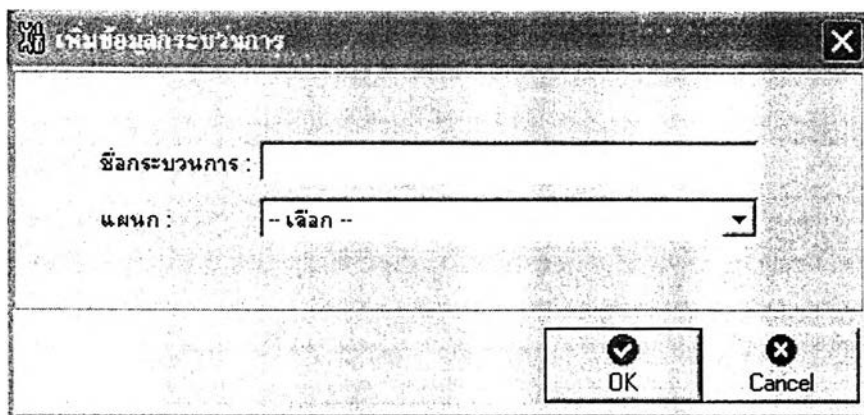 เพิ่มข้อมูลกระบวนการ
ชื่อกระบวนการ :
แผนก : -- เลือก --
OK Cancel